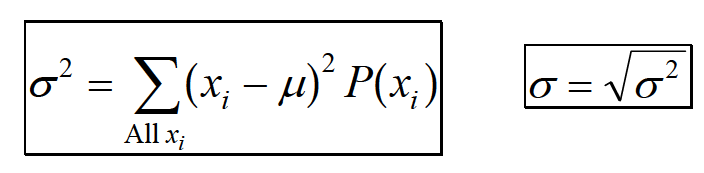 σ² = ∑(xᵢ − μ)² P(xᵢ)
All xᵢ
σ = √σ²